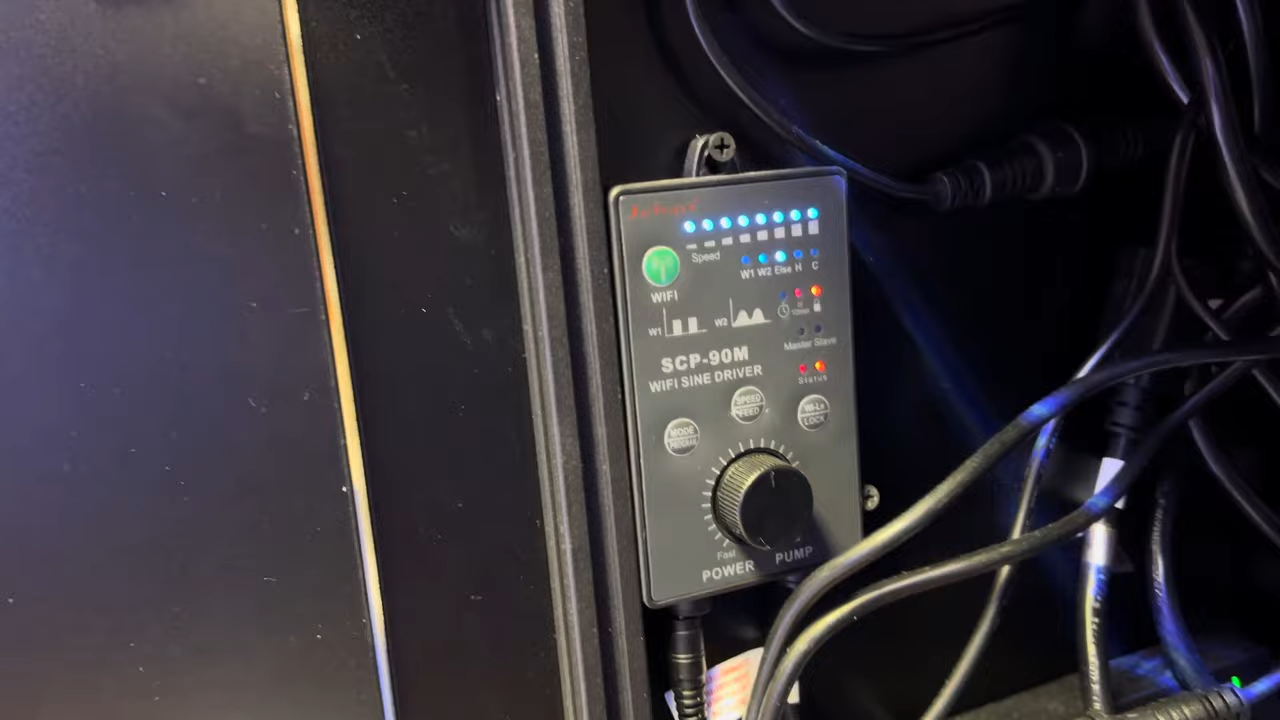 Speed
W1 W2 Else H C
WIFI
W1
W2
Master Slave
SCP-90M
WIFI SINE DRIVER
Status
SPEED
FEED
Wi-Le
LOCK
MODE
Fast
POWER
PUMP